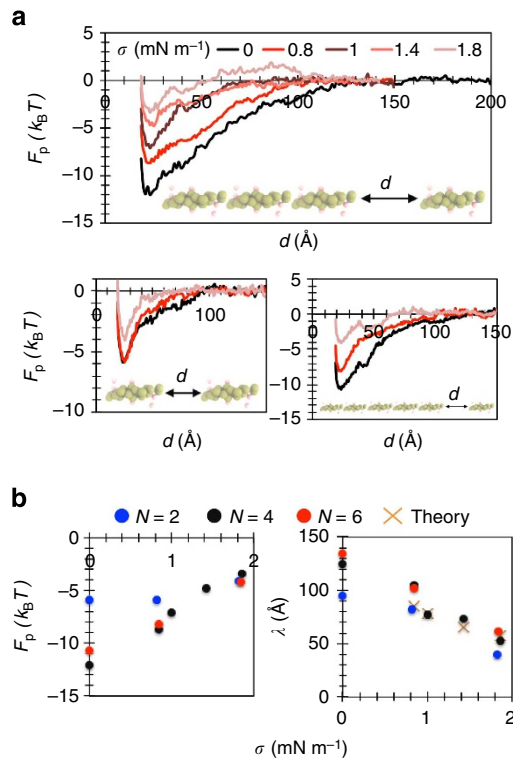 a
σ (mN m⁻¹) 0 0.8 1 1.4 1.8
5
0
−5
−10
−15
0 50 100 150 200
F_p (k_BT)
d
d (Å)
0
−5
−10
100
F_p (k_BT)
d
d (Å)
5
0
−5
−10
−15
0 50 100 150
d
d (Å)
b
N = 2 N = 4 N = 6 Theory
0
−5
−10
−15
0 1 2
F_p (k_BT)
150
100
50
0
0 1 2
λ (Å)
σ (mN m⁻¹)